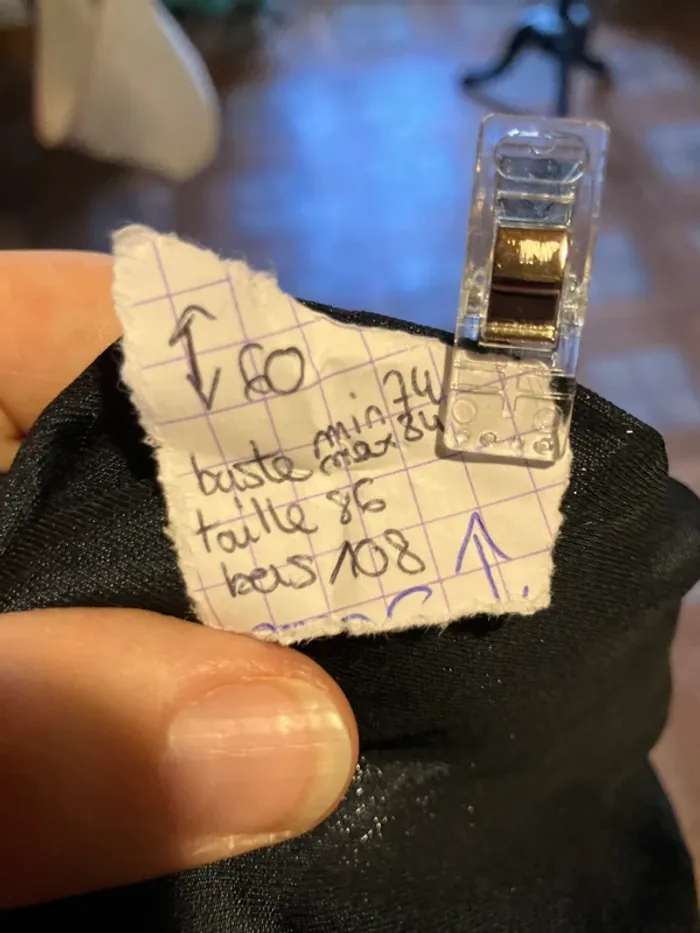 ↕ 60
buste min 74
max 84
taille 86
bas 108